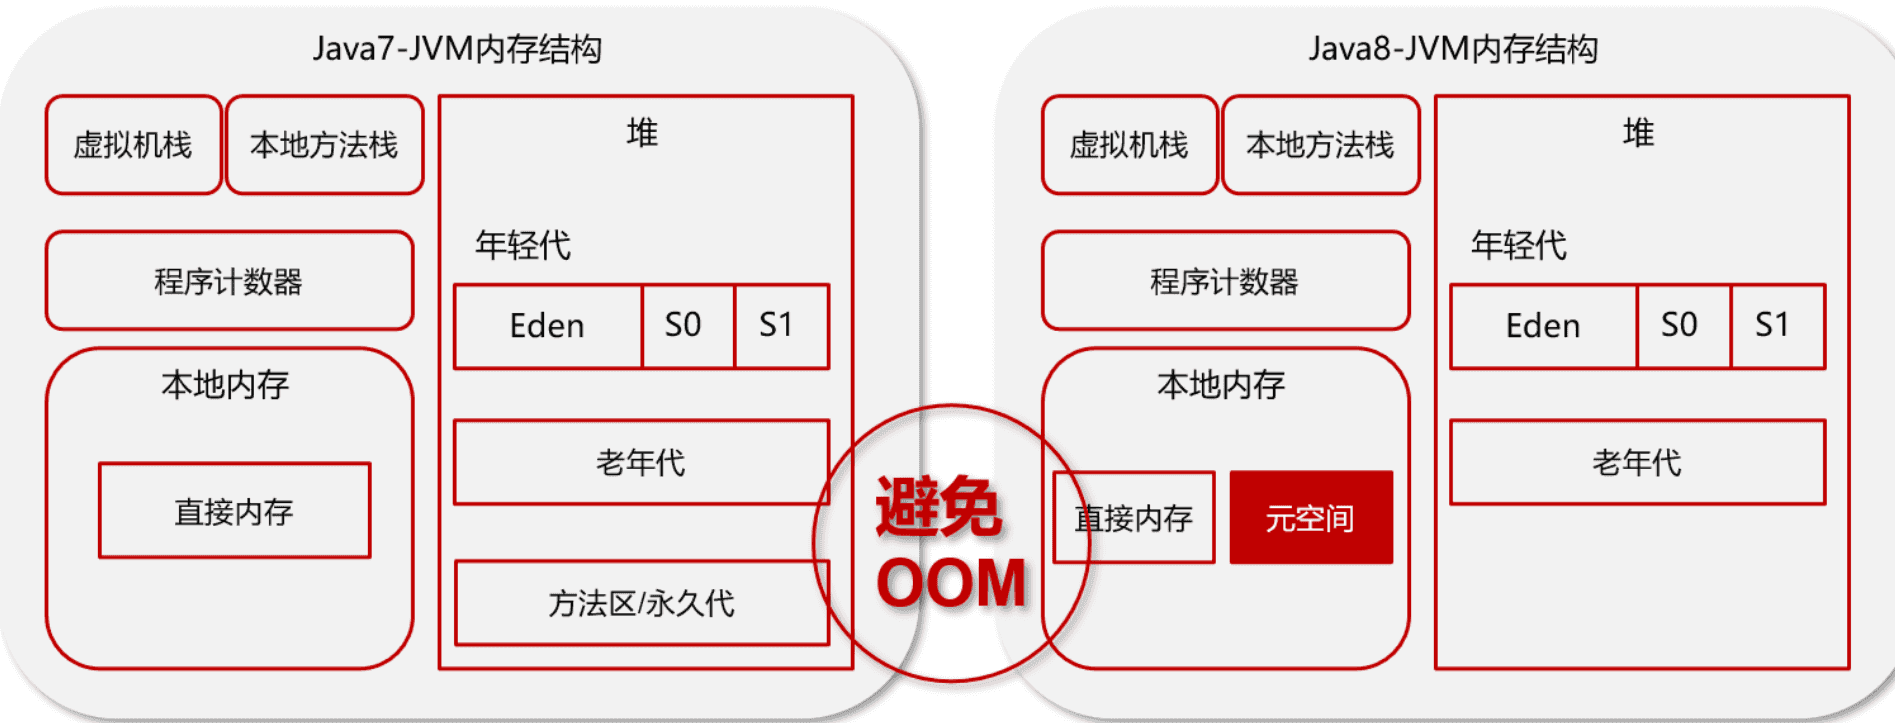 Java7-JVM内存结构
虚拟机栈
本地方法栈
堆
程序计数器
年轻代
Eden
S0
S1
本地内存
老年代
直接内存
方法区/永久代
避免
OOM
Java8-JVM内存结构
虚拟机栈
本地方法栈
堆
程序计数器
年轻代
Eden
S0
S1
本地内存
老年代
直接内存
元空间